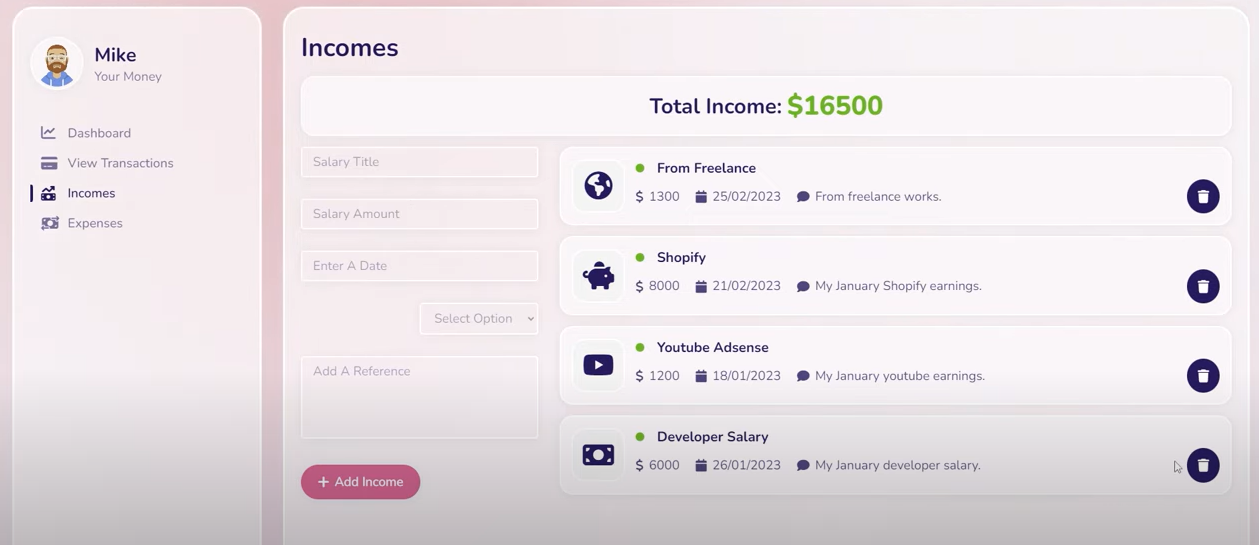 Mike
Your Money
Dashboard
View Transactions
Incomes
Expenses
Incomes
Total Income: $16500
Salary Title
Salary Amount
Enter A Date
Select Option
Add A Reference
+ Add Income
From Freelance
$ 1300 25/02/2023 From freelance works.
Shopify
$ 8000 21/02/2023 My January Shopify earnings.
Youtube Adsense
$ 1200 18/01/2023 My January youtube earnings.
Developer Salary
$ 6000 26/01/2023 My January developer salary.